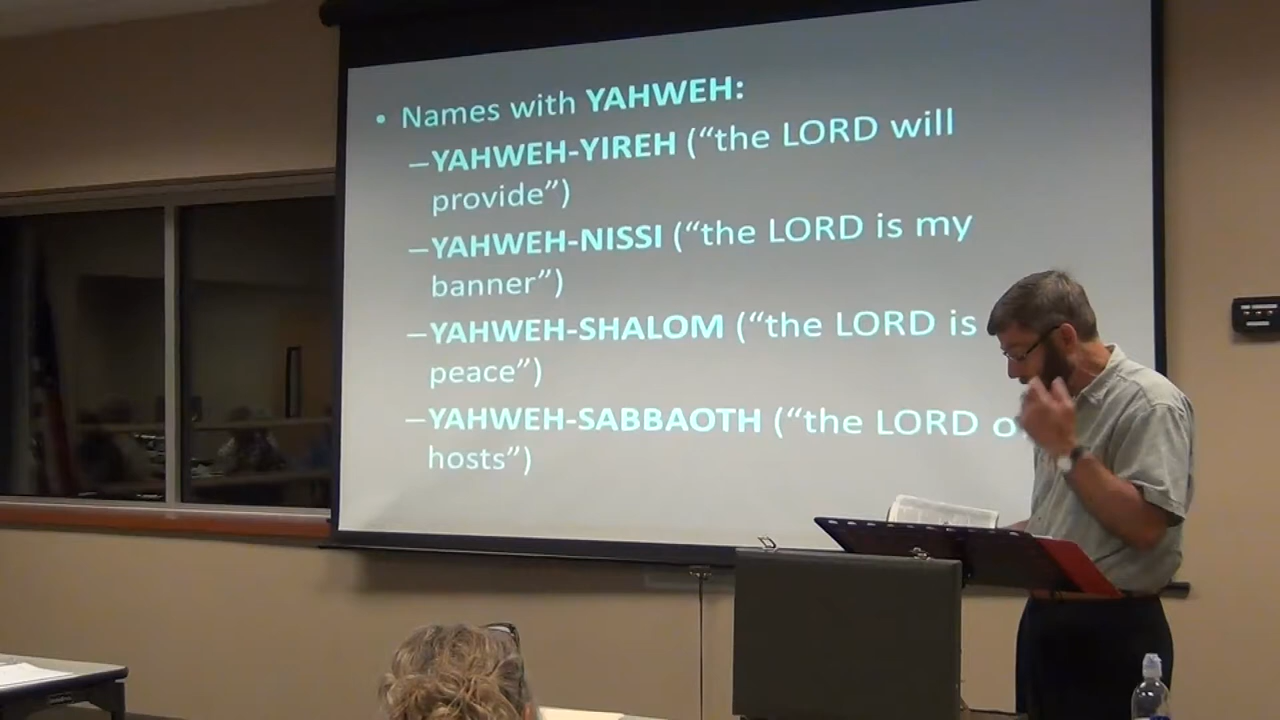 • Names with YAHWEH:
–YAHWEH-YIREH (“the LORD will
provide”)
–YAHWEH-NISSI (“the LORD is my
banner”)
–YAHWEH-SHALOM (“the LORD is
peace”)
–YAHWEH-SABBAOTH (“the LORD
hosts”)